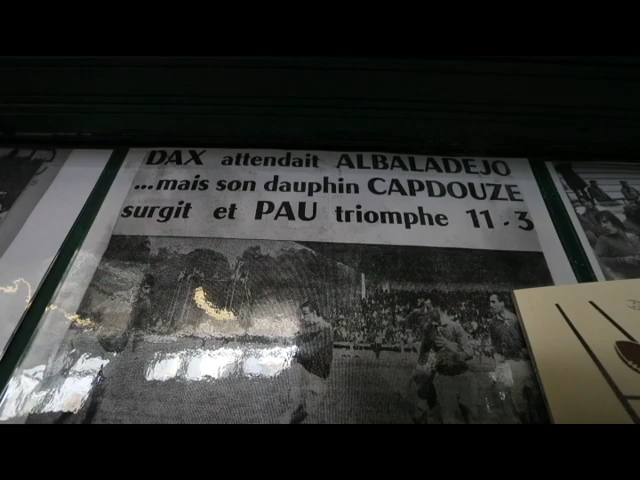 DAX attendait ALBALADEJO
...mais son dauphin CAPDOUZE
surgit et PAU triomphe 11-3